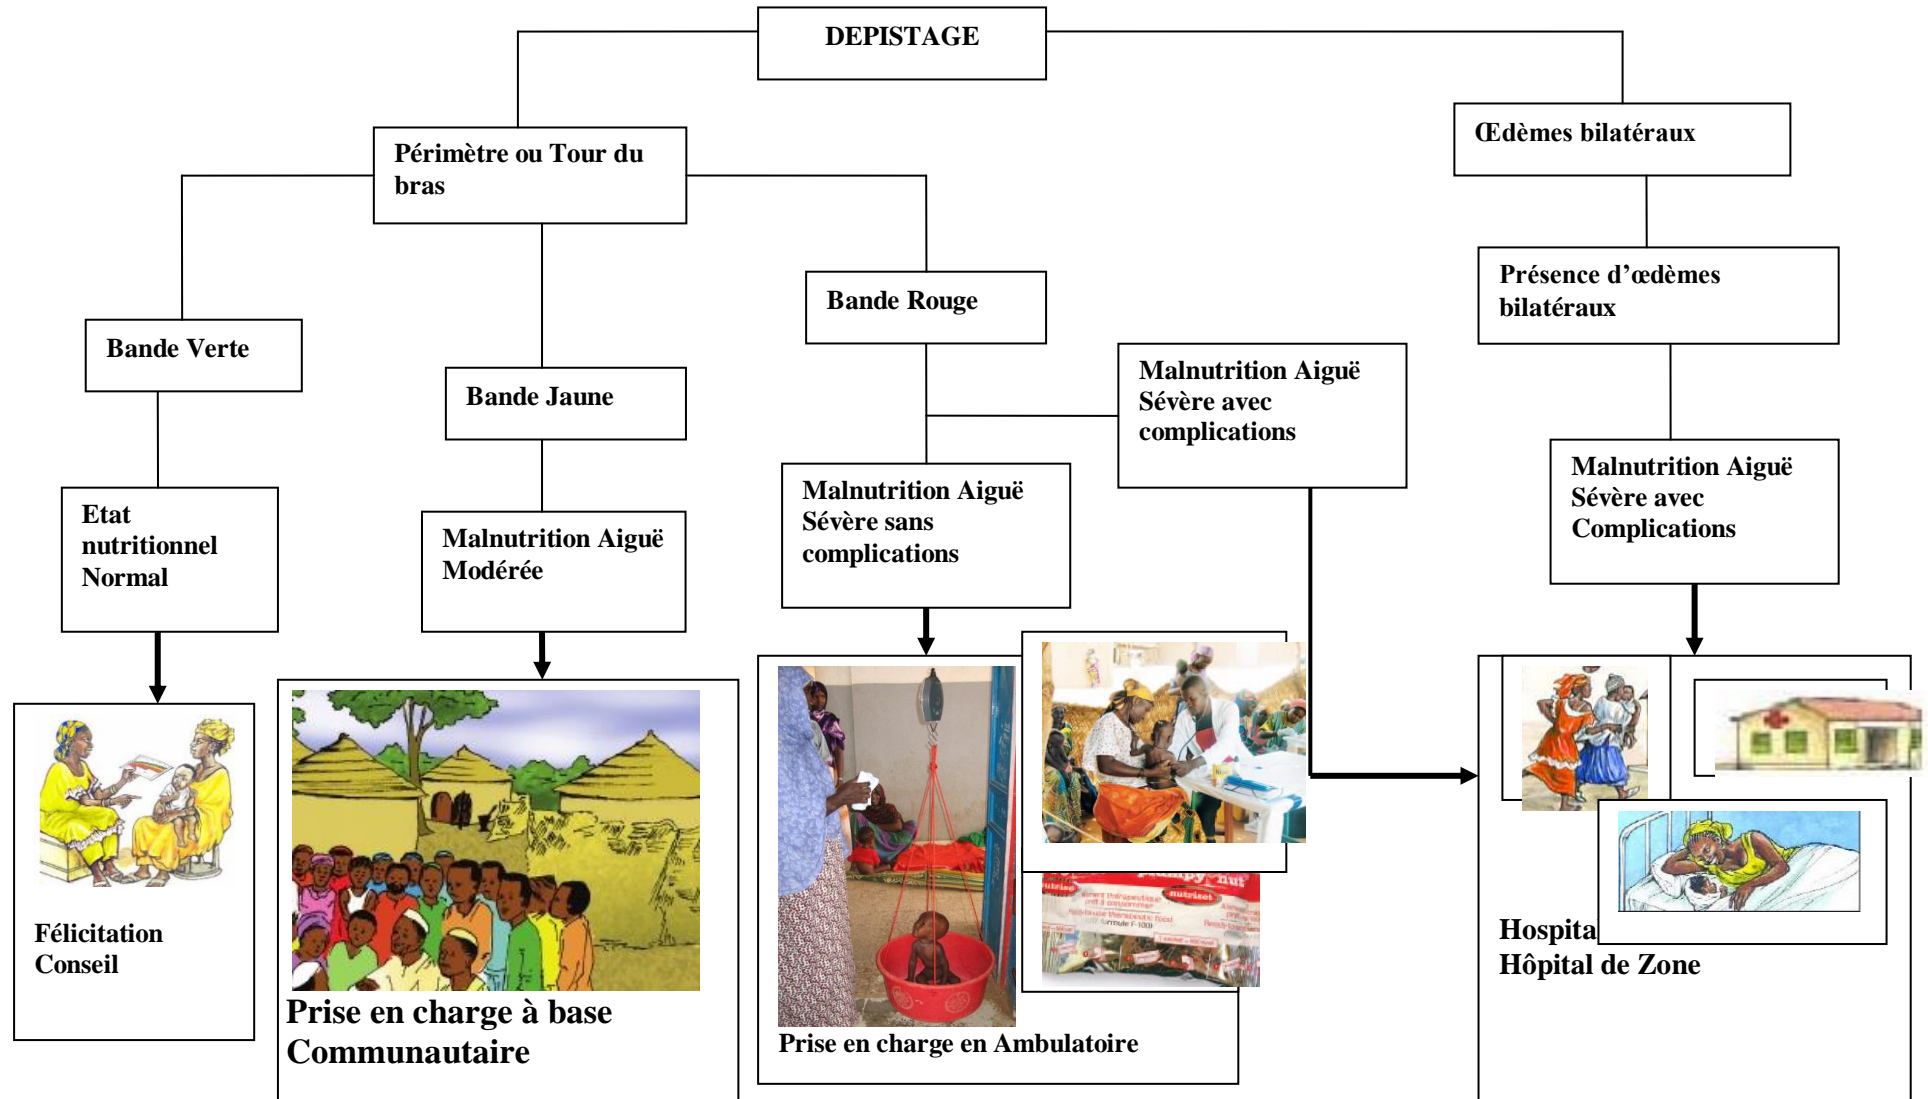 DEPISTAGE
Périmètre ou Tour du
bras
Œdèmes bilatéraux
Bande Verte
Bande Jaune
Bande Rouge
Présence d’œdèmes
bilatéraux
Etat
nutritionnel
Normal
Malnutrition Aiguë
Modérée
Malnutrition Aiguë
Sévère sans
complications
Malnutrition Aiguë
Sévère avec
complications
Malnutrition Aiguë
Sévère avec
Complications
Félicitation
Conseil
Prise en charge à base
Communautaire
Prise en charge en Ambulatoire
nutriset
Hospita
Hôpital de Zone